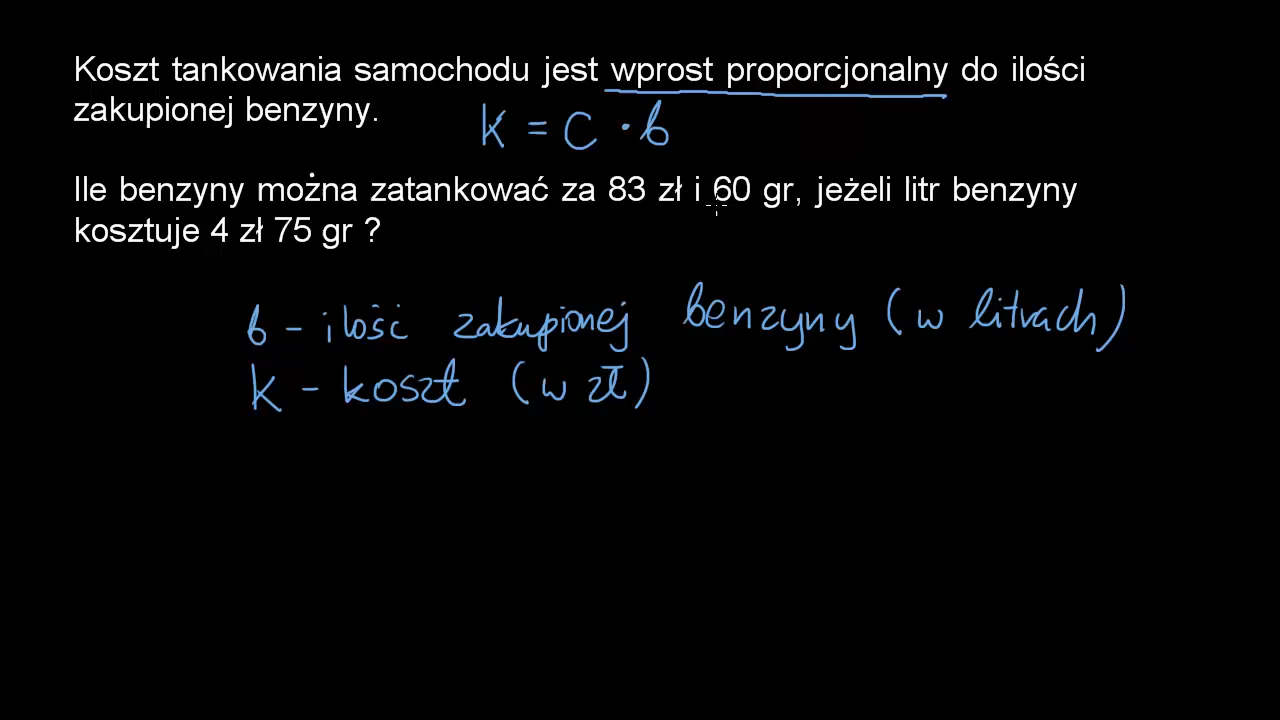 Koszt tankowania samochodu jest wprost proporcjonalny do ilości
zakupionej benzyny.
K = C · b
Ile benzyny można zatankować za 83 zł i 60 gr, jeżeli litr benzyny
kosztuje 4 zł 75 gr ?
b - ilość zakupionej benzyny (w litrach)
K - koszt (w zł)